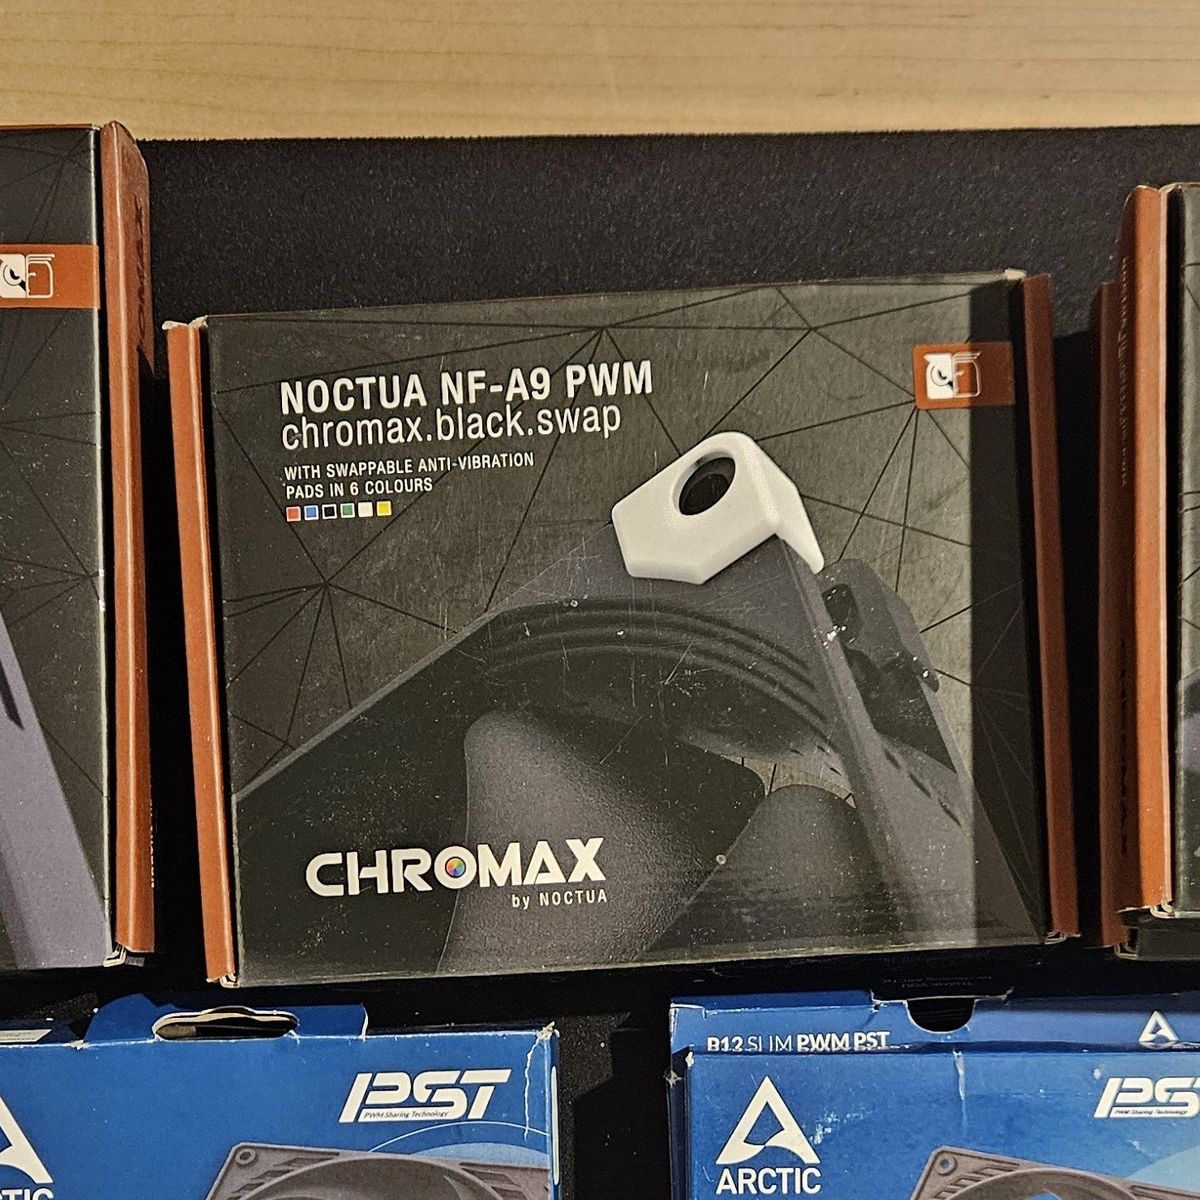 NOCTUA NF-A9 PWM
chromax.black.swap
WITH SWAPPABLE ANTI-VIBRATION
PADS IN 6 COLOURS
CHROMAX
by NOCTUA
PST
PWM Sharing Technology
SLIM PWM PST
PST
PWM Sharing Technology
ARCTIC